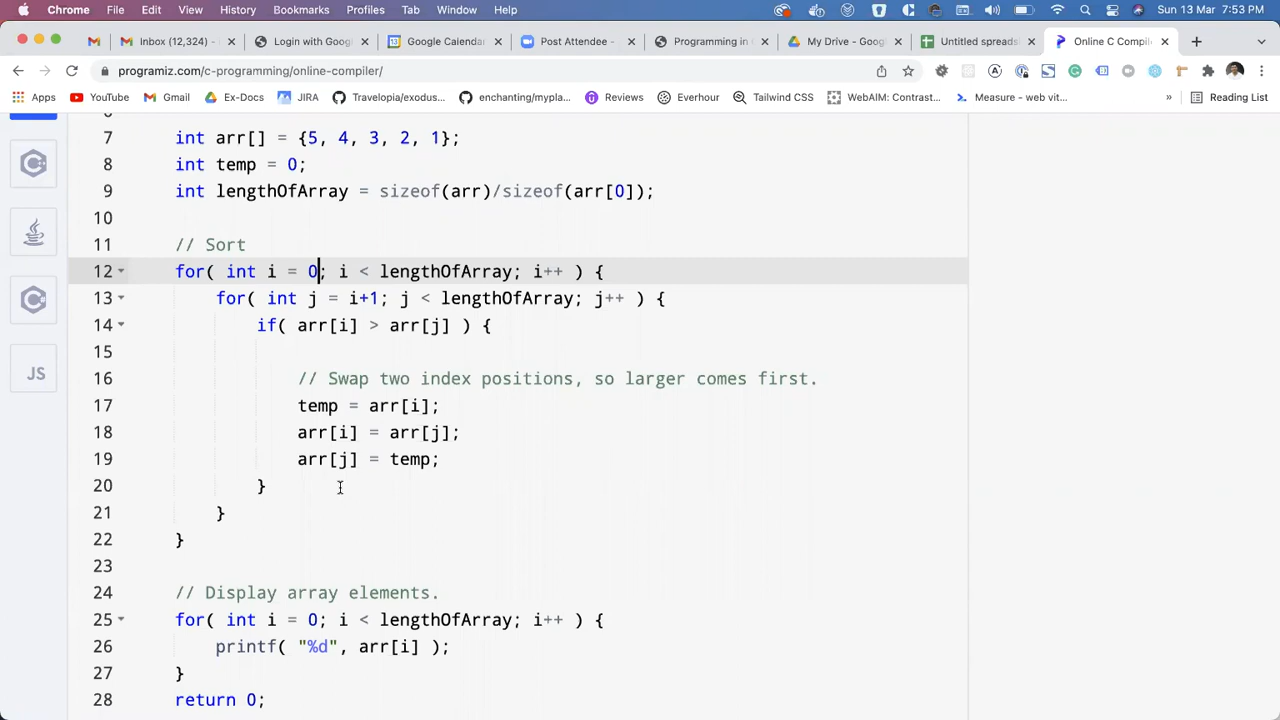 Chrome File Edit View History Bookmarks Profiles Tab Window Help Sun 13 Mar 7:53 PM
Inbox (12,324) - Login with Goog Google Calendar Post Attendee - Programming in My Drive - Goog Untitled spreads Online C Compile
programiz.com/c-programming/online-compiler/
Apps YouTube Gmail Ex-Docs JIRA Travelopia/exodus... enchanting/mypla... Reviews Everhour Tailwind CSS WebAIM: Contrast... Measure - web vit... » Reading List
7 int arr[] = {5, 4, 3, 2, 1};
8 int temp = 0;
9 int lengthOfArray = sizeof(arr)/sizeof(arr[0]);
10
11 // Sort
12 for( int i = 0; i < lengthOfArray; i++ ) {
13 for( int j = i+1; j < lengthOfArray; j++ ) {
14 if( arr[i] > arr[j] ) {
15
16 // Swap two index positions, so larger comes first.
17 temp = arr[i];
18 arr[i] = arr[j];
19 arr[j] = temp;
20 }
21 }
22 }
23
24 // Display array elements.
25 for( int i = 0; i < lengthOfArray; i++ ) {
26 printf( "%d", arr[i] );
27 }
28 return 0;
JS